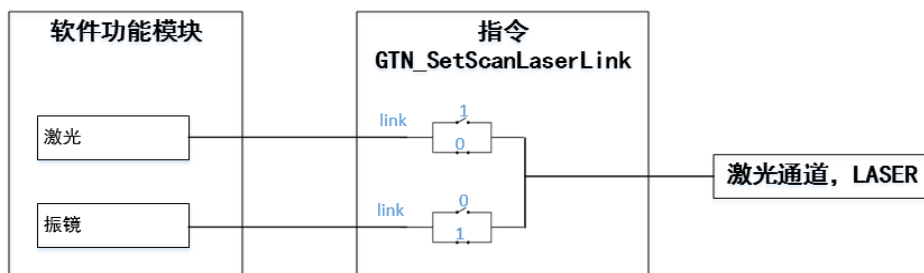 软件功能模块
指令
GTN_SetScanLaserLink
激光
link
1
0
激光通道，LASER
振镜
link
0
1